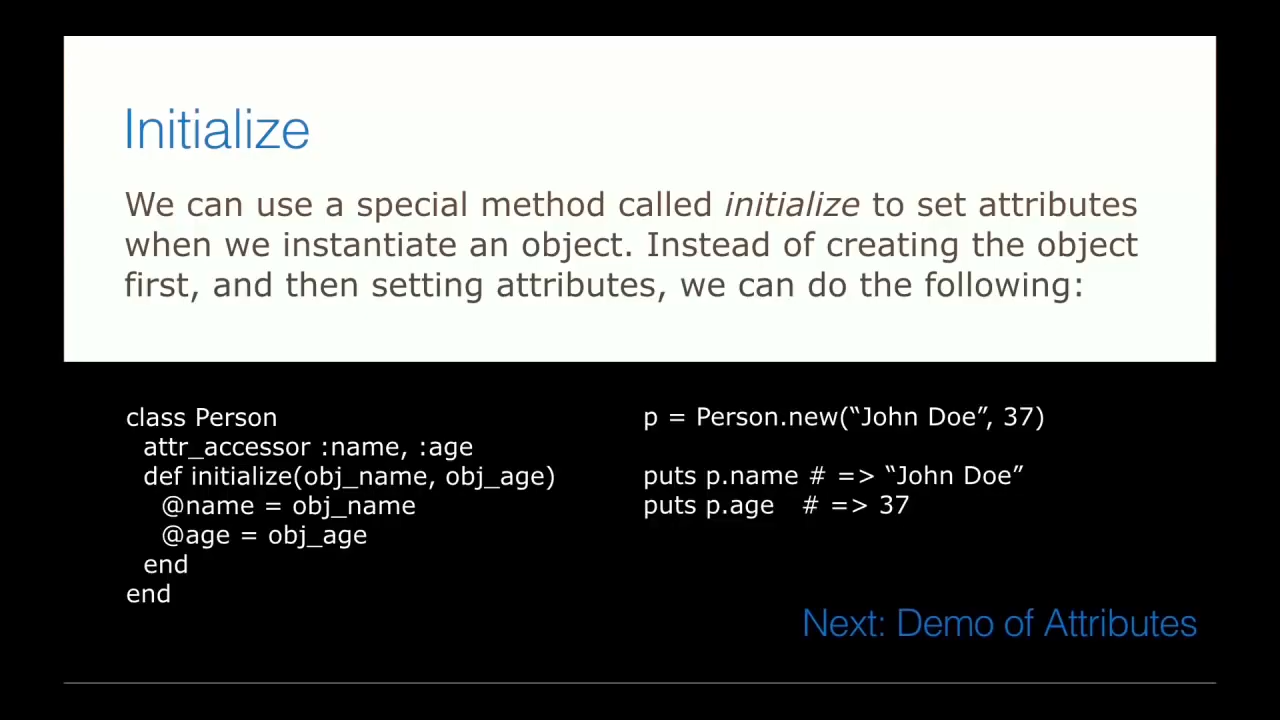 Initialize
We can use a special method called initialize to set attributes
when we instantiate an object. Instead of creating the object
first, and then setting attributes, we can do the following:
class Person
attr_accessor :name, :age
def initialize(obj_name, obj_age)
@name = obj_name
@age = obj_age
end
end
p = Person.new(“John Doe”, 37)
puts p.name # => “John Doe”
puts p.age # => 37
Next: Demo of Attributes